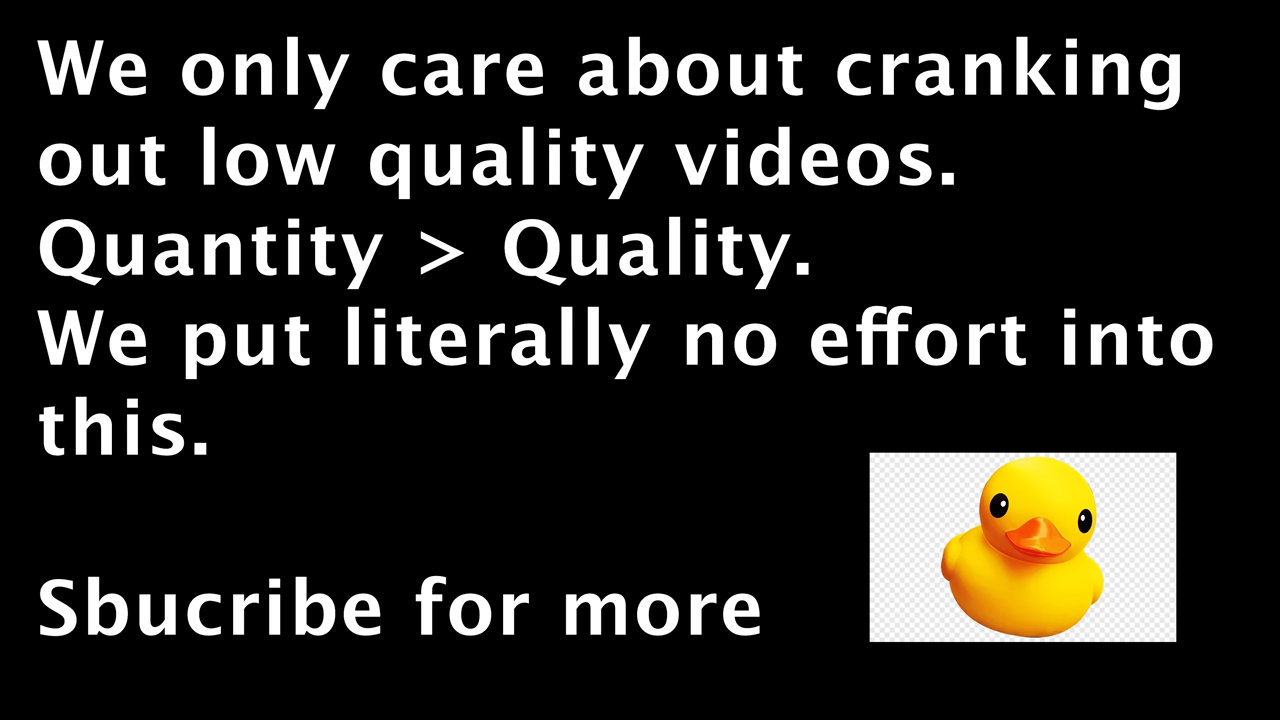 We only care about cranking
out low quality videos.
Quantity > Quality.
We put literally no effort into
this.
Sbucribe for more